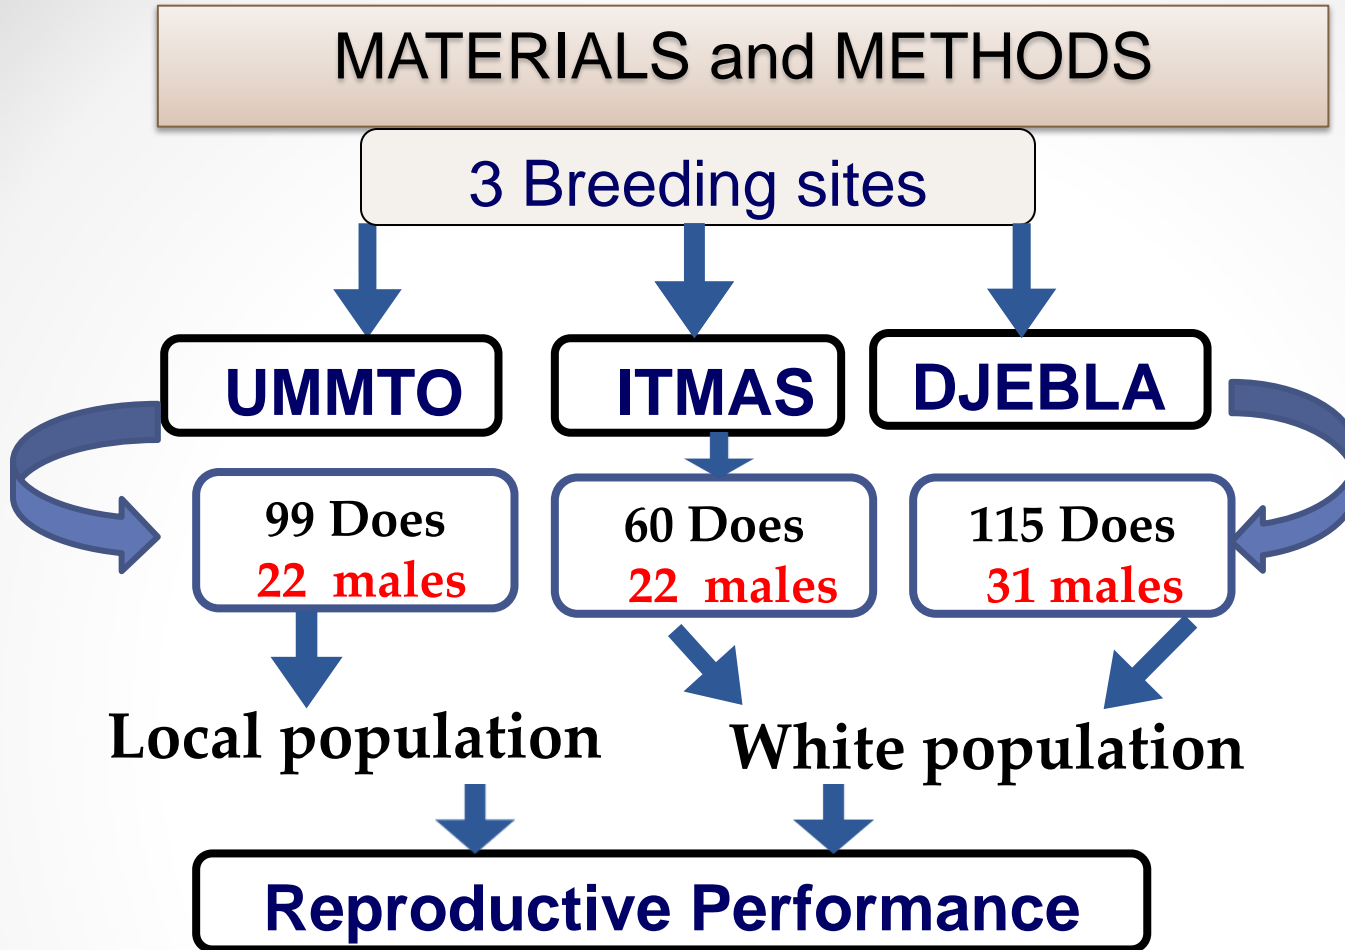 MATERIALS and METHODS
3 Breeding sites
UMMTO
ITMAS
DJEBLA
99 Does
22 males
60 Does
22 males
115 Does
31 males
Local population
White population
Reproductive Performance